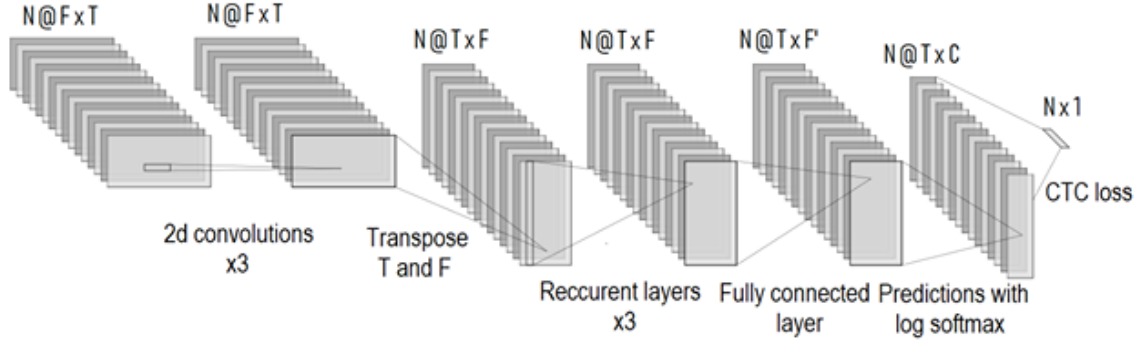 N@FxT
N@FxT
N@TxF
N@TxF
N@TxF'
N@TxC
Nx1
CTC loss
2d convolutions
x3
Transpose
T and F
Reccurent layers
x3
Fully connected
layer
Predictions with
log softmax